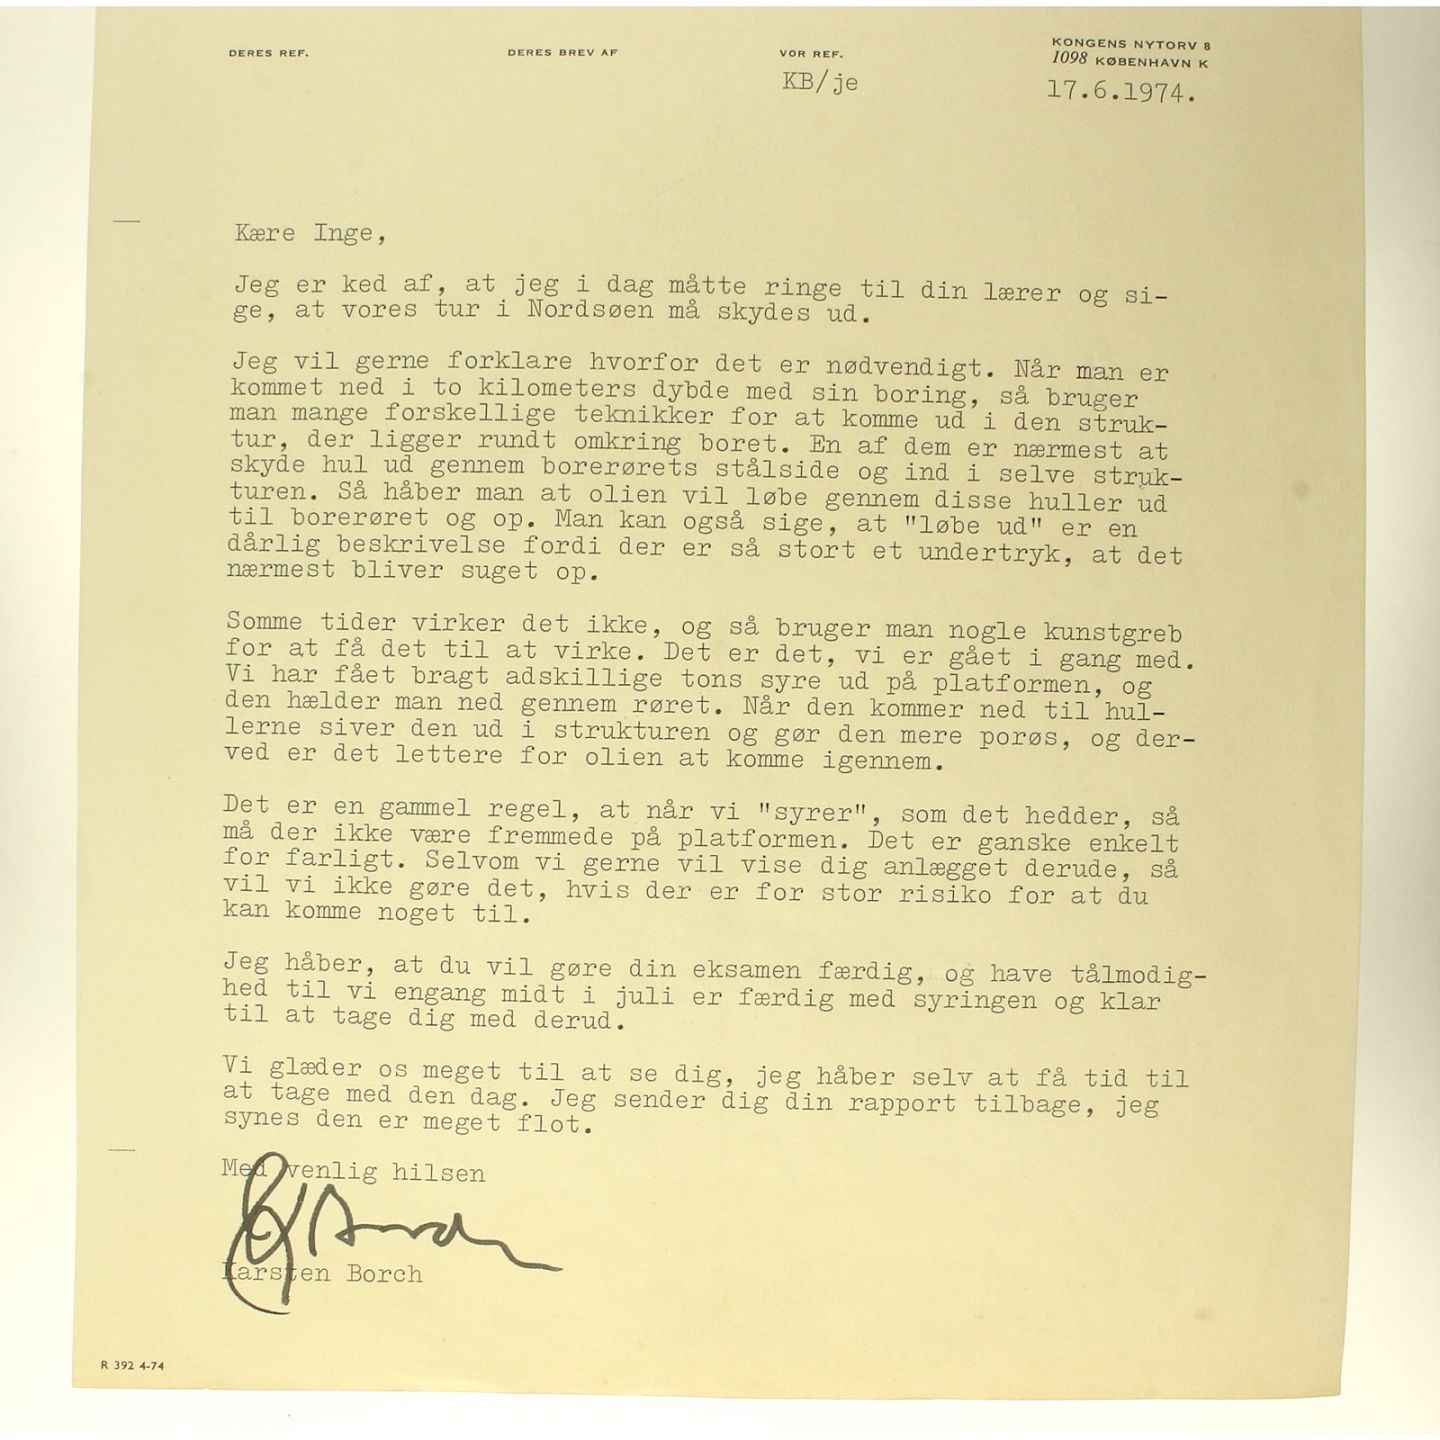 DERES REF. DERES BREV AF VOR REF. KONGENS NYTORV 8
1098 KØBENHAVN K
KB/je 17.6.1974.
Kære Inge,
Jeg er ked af, at jeg i dag måtte ringe til din lærer og si-
ge, at vores tur i Nordsøen må skydes ud.
Jeg vil gerne forklare hvorfor det er nødvendigt. Når man er
kommet ned i to kilometers dybde med sin boring, så bruger
man mange forskellige teknikker for at komme ud i den struk-
tur, der ligger rundt omkring boret. En af dem er nærmest at
skyde hul ud gennem borerørets stålside og ind i selve struk-
turen. Så håber man at olien vil løbe gennem disse huller ud
til borerøret og op. Man kan også sige, at "løbe ud" er en
dårlig beskrivelse fordi der er så stort et undertryk, at det
nærmest bliver suget op.
Somme tider virker det ikke, og så bruger man nogle kunstgreb
for at få det til at virke. Det er det, vi er gået i gang med.
Vi har fået bragt adskillige tons syre ud på platformen, og
den hælder man ned gennem røret. Når den kommer ned til hul-
lerne siver den ud i strukturen og gør den mere porøs, og der-
ved er det lettere for olien at komme igennem.
Det er en gammel regel, at når vi "syrer", som det hedder, så
må der ikke være fremmede på platformen. Det er ganske enkelt
for farligt. Selvom vi gerne vil vise dig anlægget derude, så
vil vi ikke gøre det, hvis der er for stor risiko for at du
kan komme noget til.
Jeg håber, at du vil gøre din eksamen færdig, og have tålmodig-
hed til vi engang midt i juli er færdig med syringen og klar
til at tage dig med derud.
Vi glæder os meget til at se dig, jeg håber selv at få tid til
at tage med den dag. Jeg sender dig din rapport tilbage, jeg
synes den er meget flot.
Med venlig hilsen
Karsten Borch
R 392 4-74